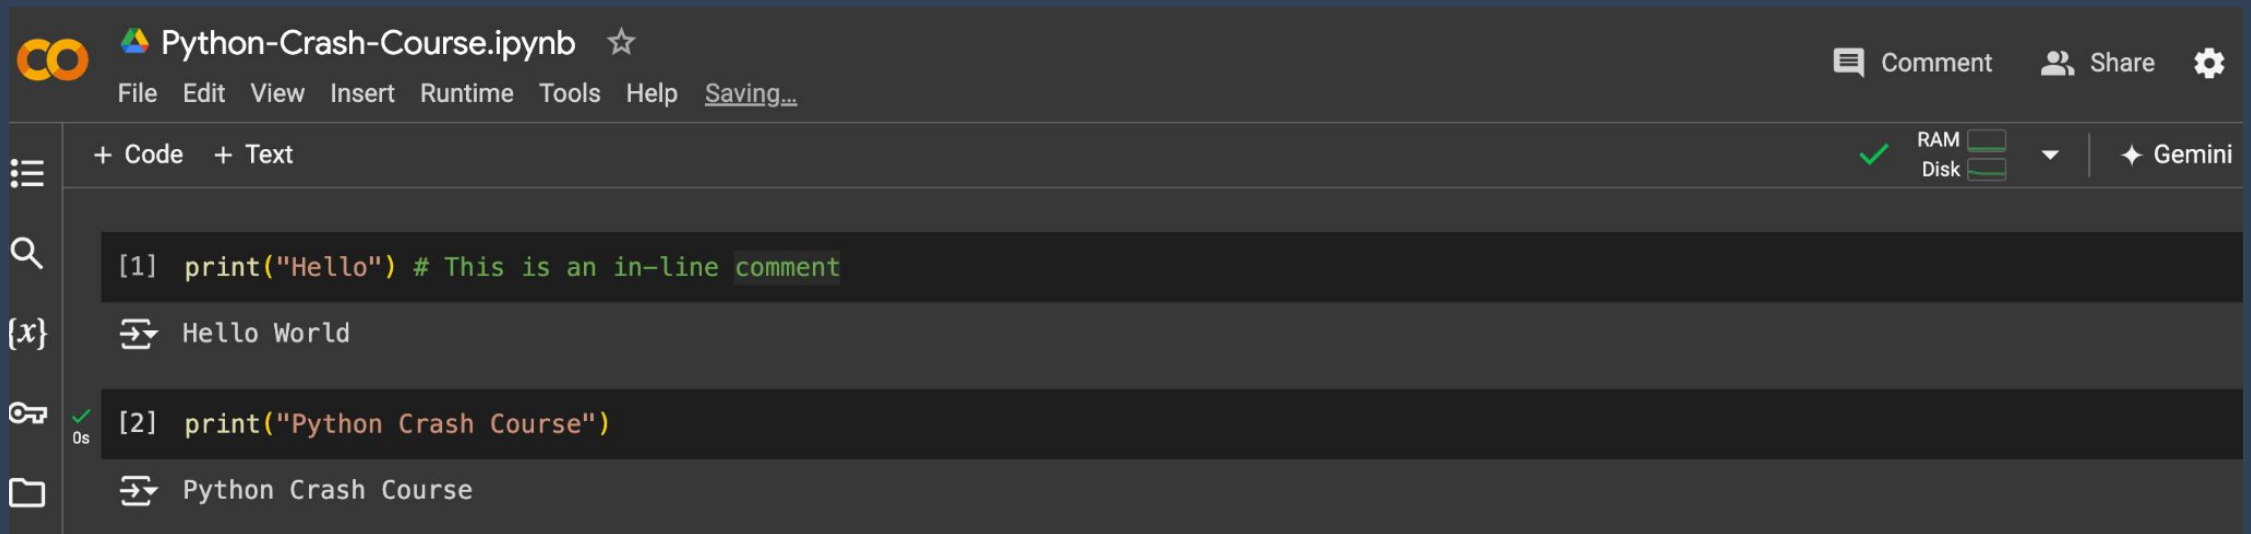 Python-Crash-Course.ipynb
Comment Share
File Edit View Insert Runtime Tools Help Saving...
+ Code + Text
RAM
Disk
Gemini
[1] print("Hello") # This is an in-line comment
{x} Hello World
[2] print("Python Crash Course")
0s
Python Crash Course